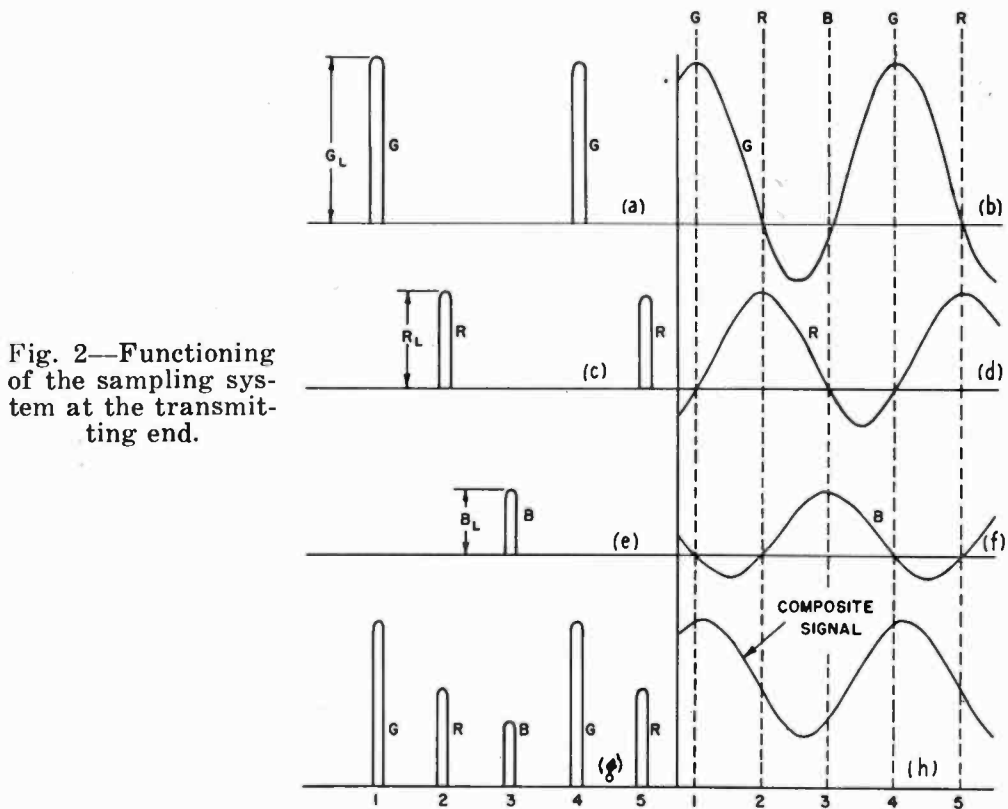 G R B G R
G_L G G (a) G (b)
R_L R R (c) R (d)
Fig. 2—Functioning
of the sampling sys-
tem at the transmit-
ting end.
B_L B (e) B (f)
COMPOSITE
SIGNAL
G R B G R (g) (h)
1 2 3 4 5 1 2 3 4 5